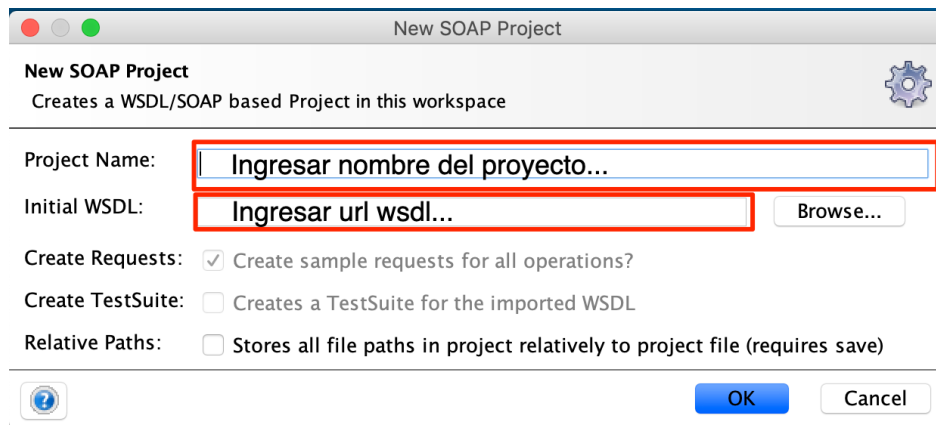 New SOAP Project
New SOAP Project
Creates a WSDL/SOAP based Project in this workspace
Project Name: Ingresar nombre del proyecto...
Initial WSDL: Ingresar url wsdl... Browse...
Create Requests: Create sample requests for all operations?
Create TestSuite: Creates a TestSuite for the imported WSDL
Relative Paths: Stores all file paths in project relatively to project file (requires save)
? OK Cancel